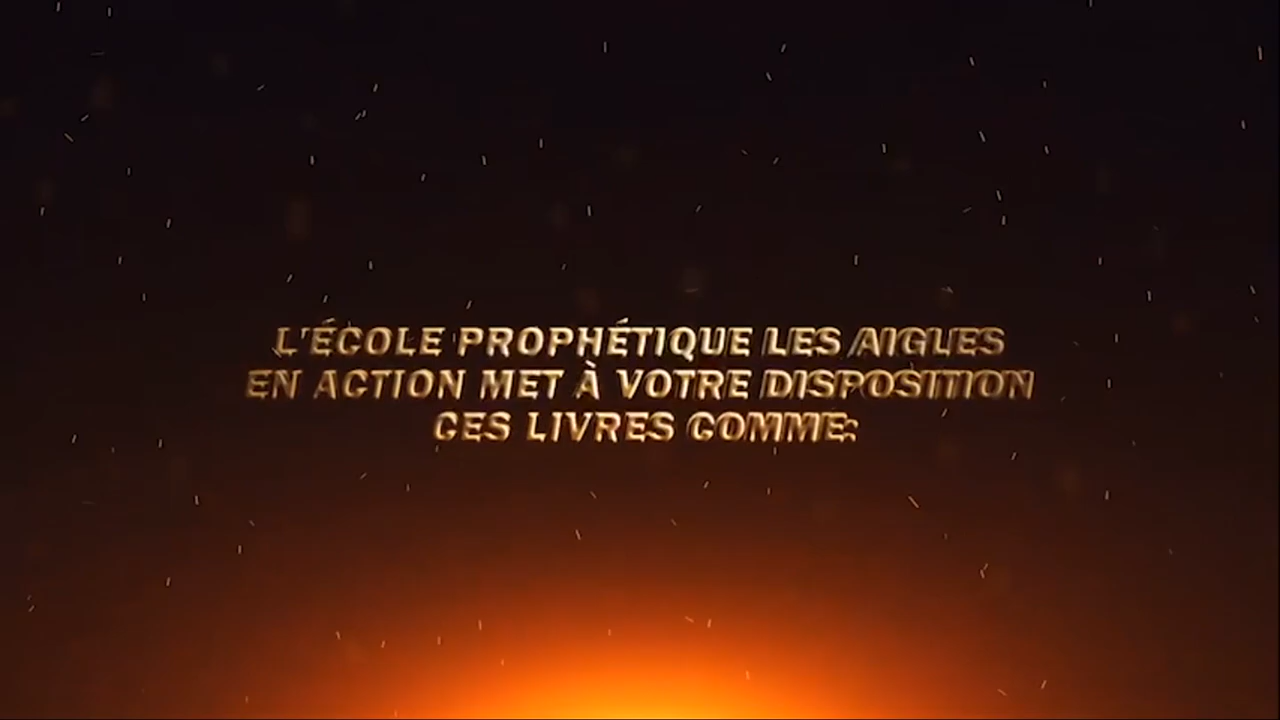 L'ÉCOLE PROPHÉTIQUE LES AIGLES
EN ACTION MET À VOTRE DISPOSITION
CES LIVRES COMME: